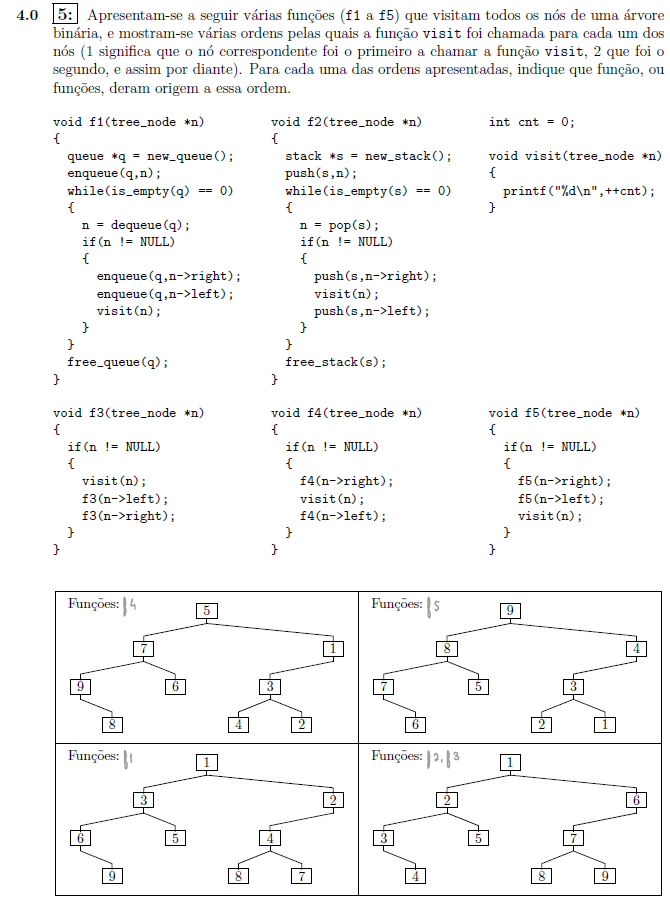 4.0 5: Apresentam-se a seguir várias funções (f1 a f5) que visitam todos os nós de uma árvore
binária, e mostram-se várias ordens pelas quais a função visit foi chamada para cada um dos
nós (1 significa que o nó correspondente foi o primeiro a chamar a função visit, 2 que foi o
segundo, e assim por diante). Para cada uma das ordens apresentadas, indique que função, ou
funções, deram origem a essa ordem.
void f1(tree_node *n)
{
queue *q = new_queue();
enqueue(q,n);
while(is_empty(q) == 0)
{
n = dequeue(q);
if(n != NULL)
{
enqueue(q,n->right);
enqueue(q,n->left);
visit(n);
}
}
free_queue(q);
}
void f2(tree_node *n)
{
stack *s = new_stack();
push(s,n);
while(is_empty(s) == 0)
{
n = pop(s);
if(n != NULL)
{
push(s,n->right);
visit(n);
push(s,n->left);
}
}
free_stack(s);
}
int cnt = 0;
void visit(tree_node *n)
{
printf("%d\n",++cnt);
}
void f3(tree_node *n)
{
if(n != NULL)
{
visit(n);
f3(n->left);
f3(n->right);
}
}
void f4(tree_node *n)
{
if(n != NULL)
{
f4(n->right);
visit(n);
f4(n->left);
}
}
void f5(tree_node *n)
{
if(n != NULL)
{
f5(n->right);
f5(n->left);
visit(n);
}
}
Funções: f4
5
7 1
9 6 3
8 4 2
Funções: f5
9
8 4
7 5 3
6 2 1
Funções: f1
1
3 2
6 5 4
9 8 7
Funções: f2, f3
1
2 6
3 5 7
4 8 9